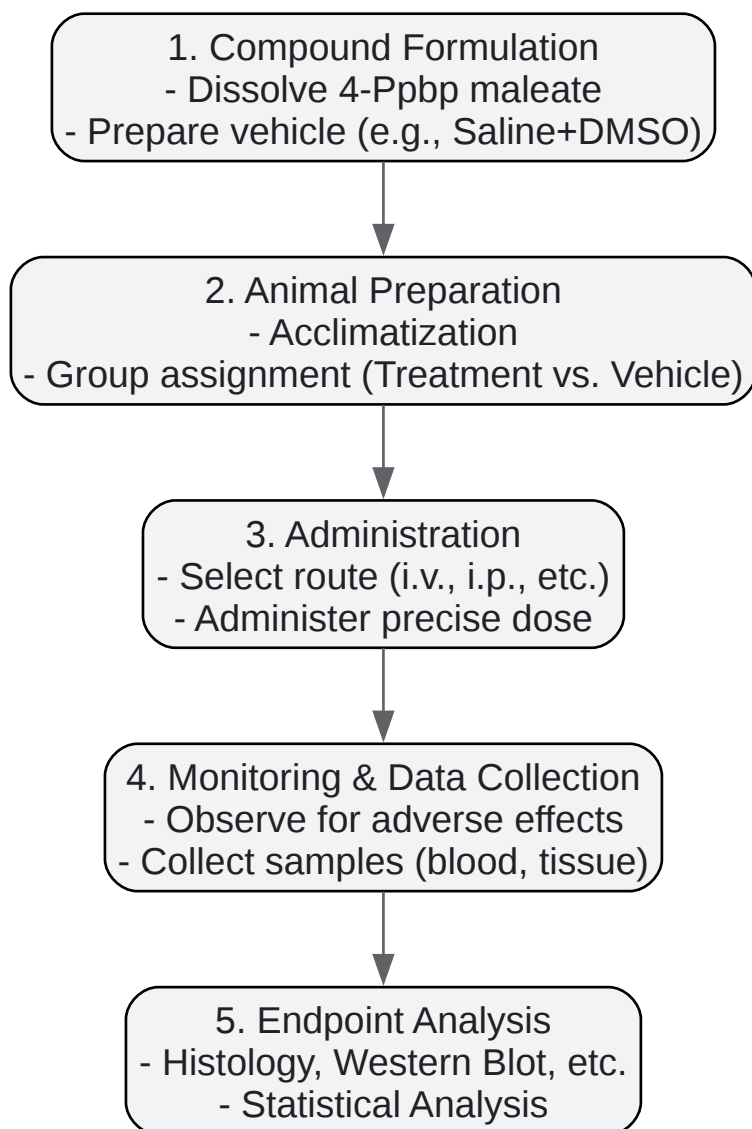 1. Compound Formulation
- Dissolve 4-Ppbp maleate
- Prepare vehicle (e.g., Saline+DMSO)
2. Animal Preparation
- Acclimatization
- Group assignment (Treatment vs. Vehicle)
3. Administration
- Select route (i.v., i.p., etc.)
- Administer precise dose
4. Monitoring & Data Collection
- Observe for adverse effects
- Collect samples (blood, tissue)
5. Endpoint Analysis
- Histology, Western Blot, etc.
- Statistical Analysis